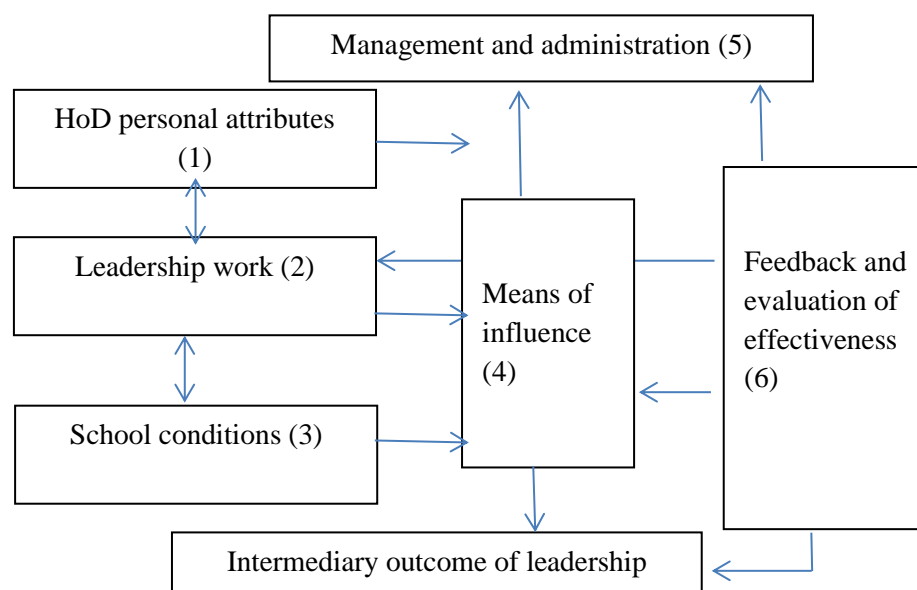 Management and administration (5)
HoD personal attributes
(1)
Leadership work (2)
Means of
influence
(4)
Feedback and
evaluation of
effectiveness
(6)
School conditions (3)
Intermediary outcome of leadership